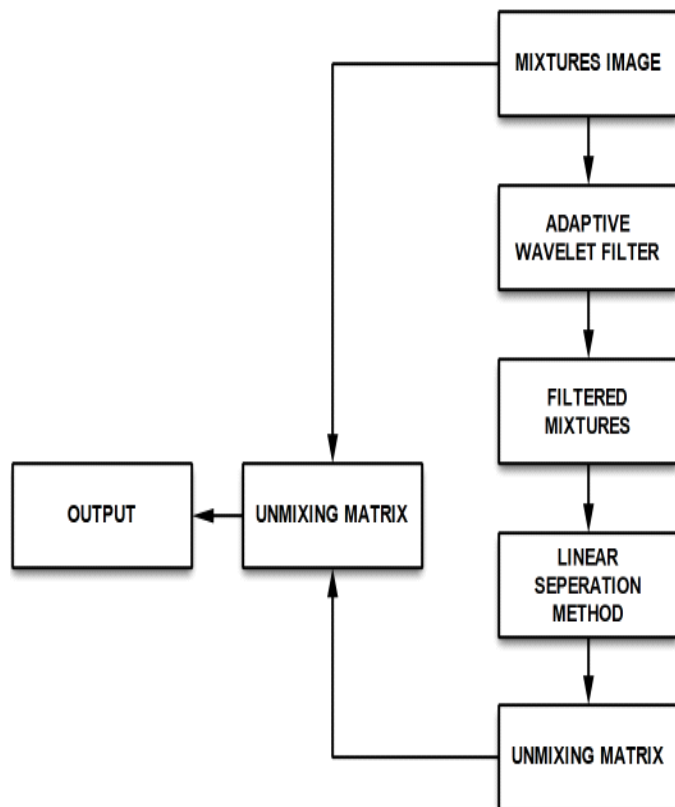 MIXTURES IMAGE
ADAPTIVE
WAVELET FILTER
FILTERED
MIXTURES
OUTPUT
UNMIXING MATRIX
LINEAR
SEPERATION
METHOD
UNMIXING MATRIX